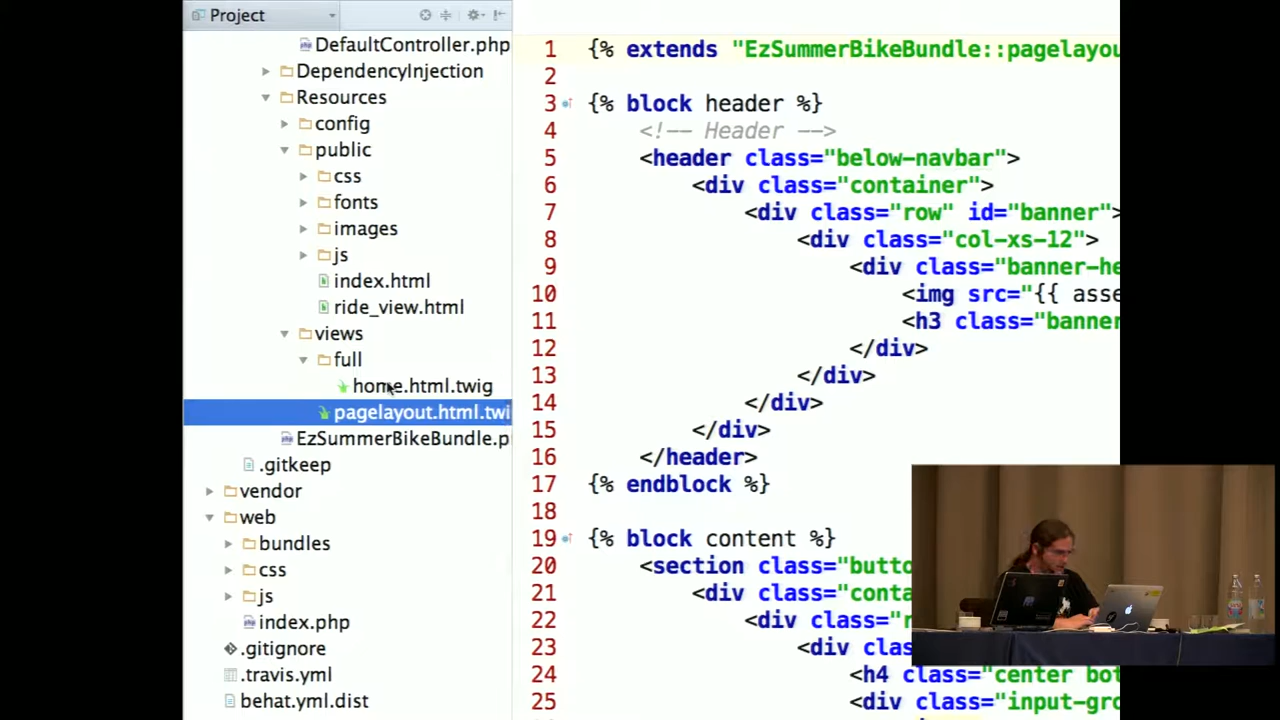 Project
DefaultController.php
DependencyInjection
Resources
config
public
css
fonts
images
js
index.html
ride_view.html
views
full
home.html.twig
pagelayout.html.twi
EzSummerBikeBundle.p
.gitkeep
vendor
web
bundles
css
js
index.php
.gitignore
.travis.yml
behat.yml.dist
1 {% extends "EzSummerBikeBundle::pagelayou
2
3 {% block header %}
4 <!-- Header -->
5 <header class="below-navbar">
6 <div class="container">
7 <div class="row" id="banner">
8 <div class="col-xs-12">
9 <div class="banner-he
10 <img src="{{ asse
11 <h3 class="banner
12 </div>
13 </div>
14 </div>
15 </div>
16 </header>
17 {% endblock %}
18
19 {% block content %}
20 <section class="butto
21 <div class="conta
22 <div class="r
23 <div clas
24 <h4 class="center bot
25 <div class="input-gro